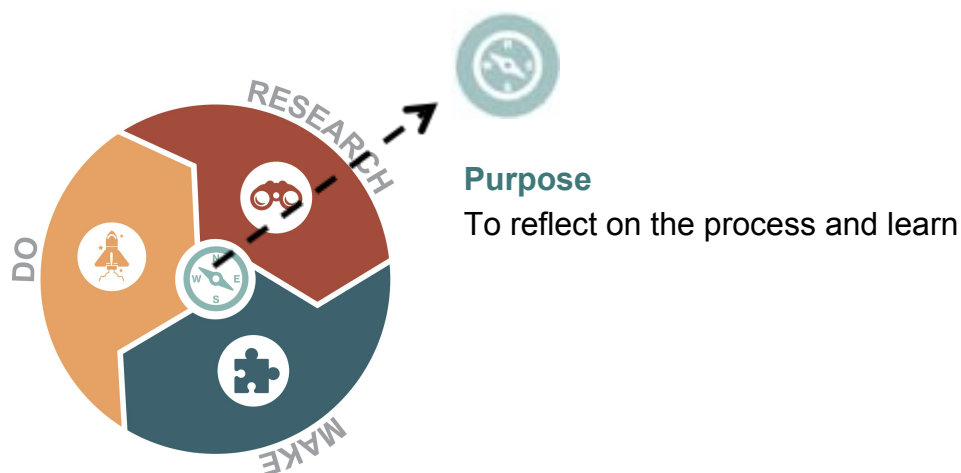 RESEARCH
Purpose
To reflect on the process and learn
DO
N
W E
S
MAKE